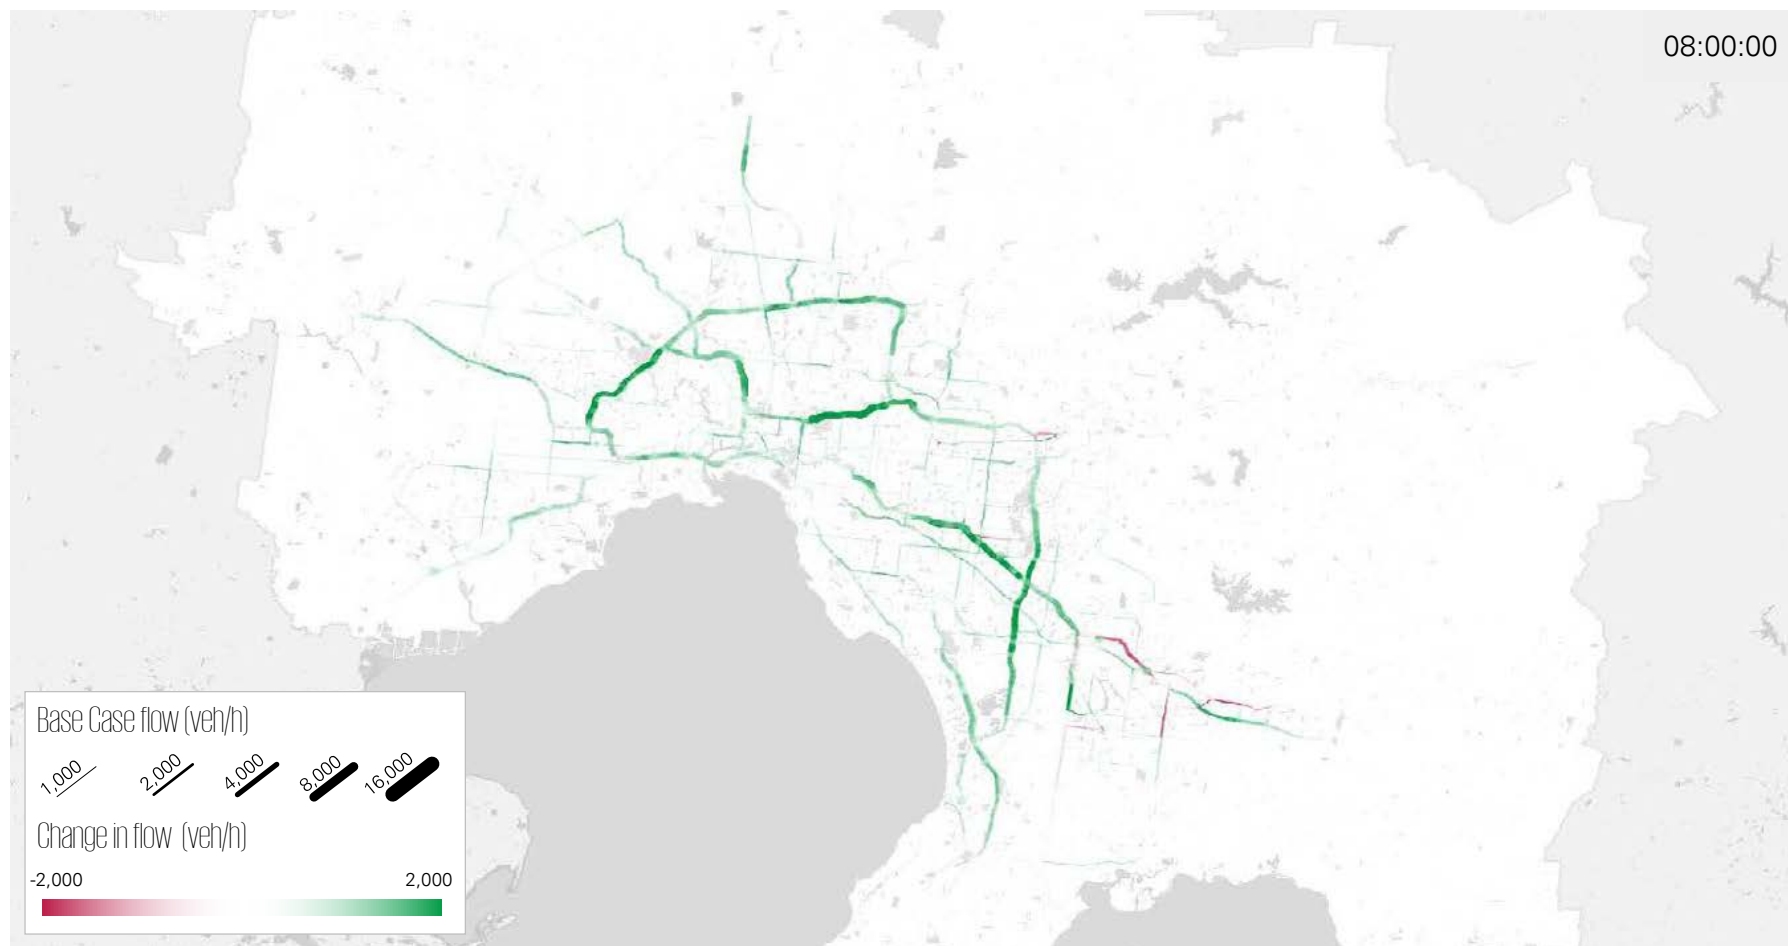 08:00:00
Base Case flow (veh/h)
1,000 2,000 4,000 8,000 16,000
Change in flow (veh/h)
-2,000 2,000